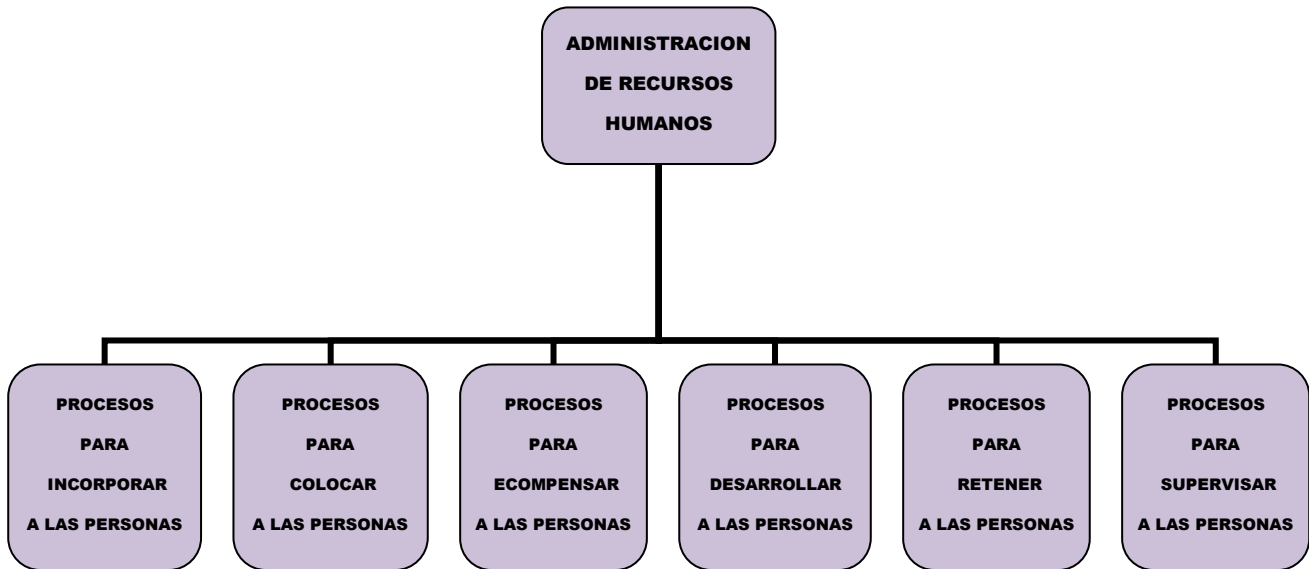 ADMINISTRACION
DE RECURSOS
HUMANOS
PROCESOS
PARA
INCORPORAR
A LAS PERSONAS
PROCESOS
PARA
COLOCAR
A LAS PERSONAS
PROCESOS
PARA
ECOMPENSAR
A LAS PERSONAS
PROCESOS
PARA
DESARROLLAR
A LAS PERSONAS
PROCESOS
PARA
RETENER
A LAS PERSONAS
PROCESOS
PARA
SUPERVISAR
A LAS PERSONAS